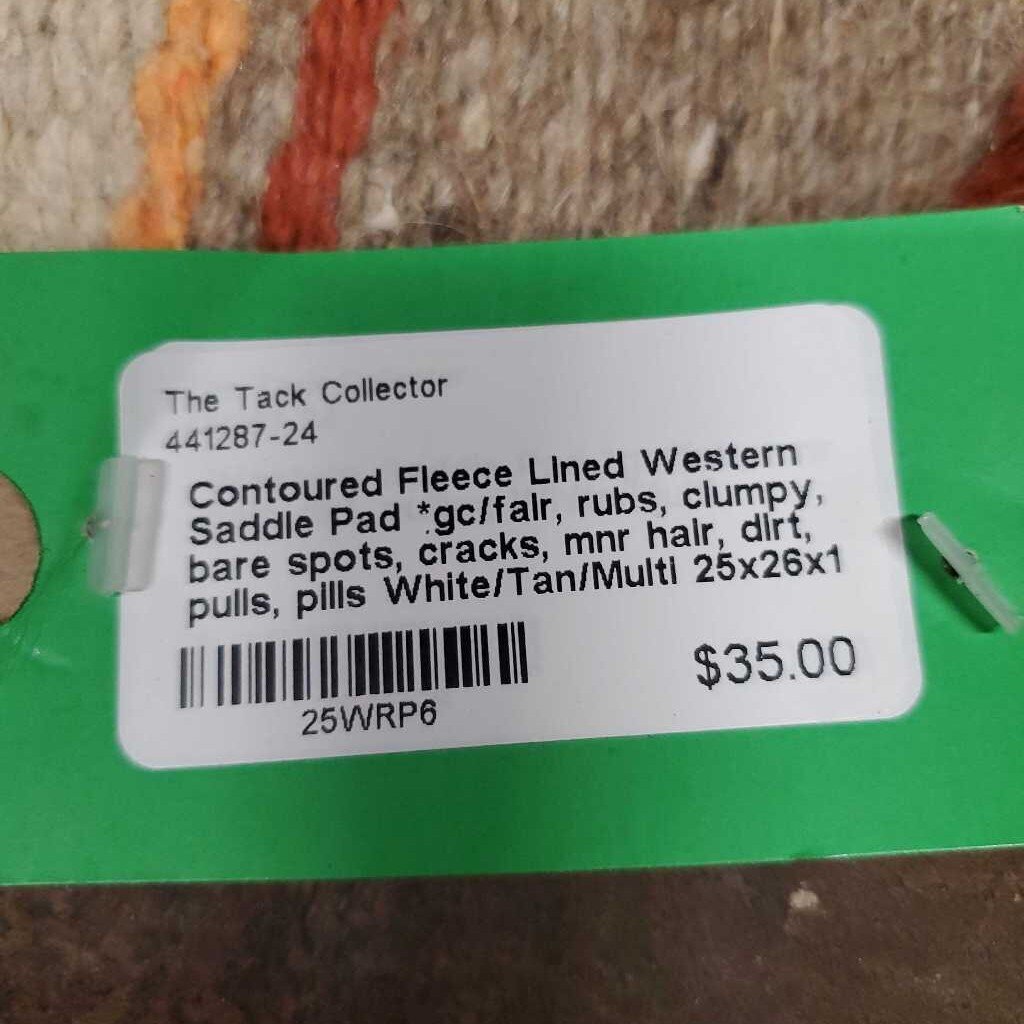 The Tack Collector
441287-24
Contoured Fleece Lined Western
Saddle Pad *gc/fair, rubs, clumpy,
bare spots, cracks, mnr hair, dirt,
pulls, pills White/Tan/Multi 25x26x1
25WRP6
$35.00